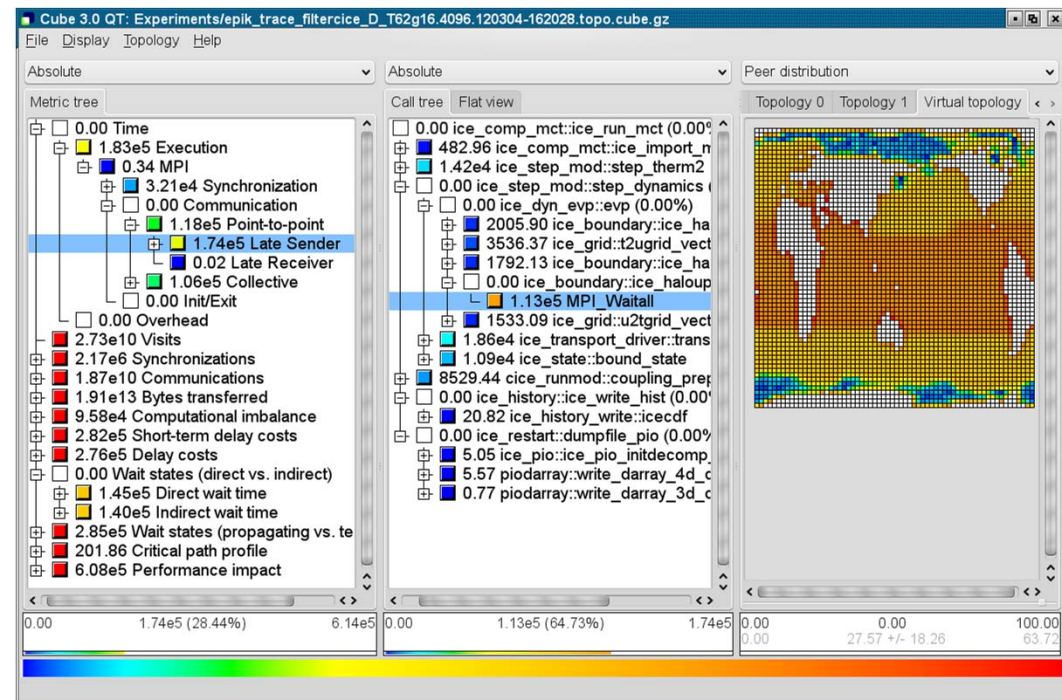 Cube 3.0 QT: Experiments/epik_trace_filtercice_D_T62g16.4096.120304-162028.topo.cube.gz
File Display Topology Help
Absolute
Metric tree
0.00 Time
1.83e5 Execution
0.34 MPI
3.21e4 Synchronization
0.00 Communication
1.18e5 Point-to-point
1.74e5 Late Sender
0.02 Late Receiver
1.06e5 Collective
0.00 Init/Exit
0.00 Overhead
2.73e10 Visits
2.17e6 Synchronizations
1.87e10 Communications
1.91e13 Bytes transferred
9.58e4 Computational imbalance
2.82e5 Short-term delay costs
2.76e5 Delay costs
0.00 Wait states (direct vs. indirect)
1.45e5 Direct wait time
1.40e5 Indirect wait time
2.85e5 Wait states (propagating vs. te
201.86 Critical path profile
6.08e5 Performance impact
0.00 1.74e5 (28.44%) 6.14e5
Absolute
Call tree Flat view
0.00 ice_comp_mct::ice_run_mct (0.00%
482.96 ice_comp_mct::ice_import_m
1.42e4 ice_step_mod::step_therm2
0.00 ice_step_mod::step_dynamics (
0.00 ice_dyn_evp::evp (0.00%)
2005.90 ice_boundary::ice_ha
3536.37 ice_grid::t2ugrid_vect
1792.13 ice_boundary::ice_ha
0.00 ice_boundary::ice_haloup
1.13e5 MPI_Waitall
1533.09 ice_grid::u2tgrid_vect
1.86e4 ice_transport_driver::trans
1.09e4 ice_state::bound_state
8529.44 cice_runmod::coupling_prep
0.00 ice_history::ice_write_hist (0.00%
20.82 ice_history_write::icecdf
0.00 ice_restart::dumpfile_pio (0.00%
5.05 ice_pio::ice_pio_initdecomp_
5.57 piodarray::write_darray_4d_c
0.77 piodarray::write_darray_3d_c
0.00 1.13e5 (64.73%) 1.74e5
Peer distribution
Topology 0 Topology 1 Virtual topology
0.00 0.00 100.00
0.00 27.57 +/- 18.26 63.72